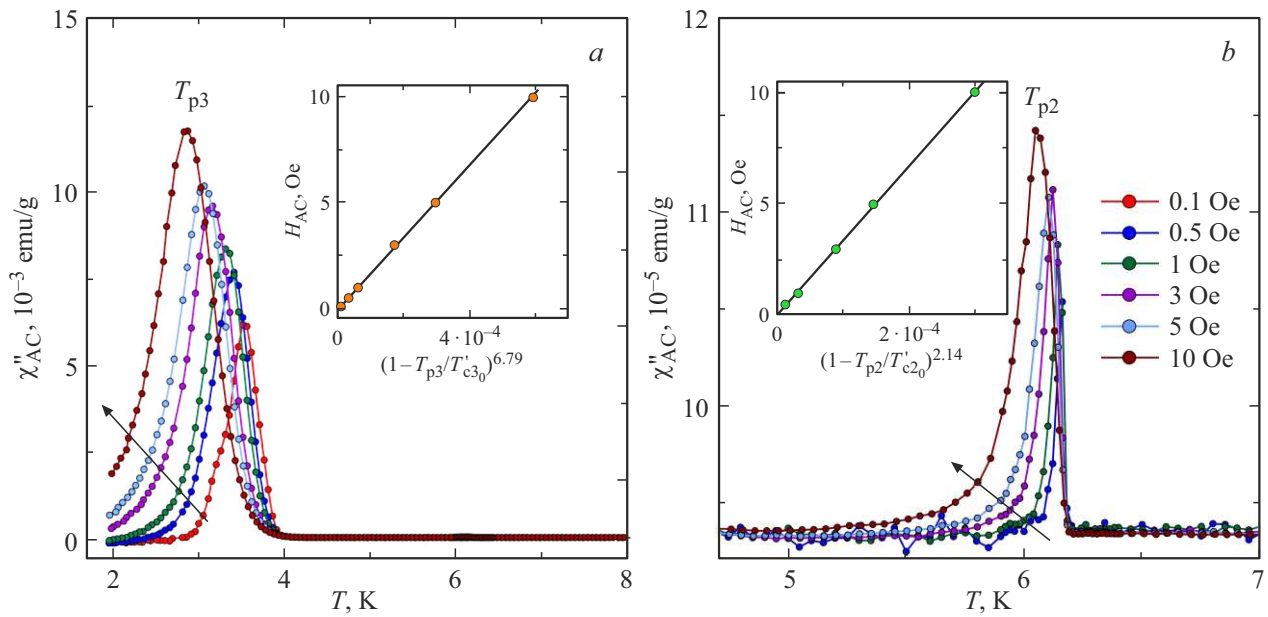 15
a
T_p3
10
5
0
χ''_AC, 10^−3 emu/g
2
4
6
8
T, K
10
5
0
H_AC, Oe
0
4 · 10^−4
(1−T_p3/T'_c3_0)^6.79
12
b
T_p2
11
10
χ''_AC, 10^−5 emu/g
5
6
7
T, K
10
5
0
H_AC, Oe
0
2 · 10^−4
(1−T_p2/T'_c2_0)^2.14
0.1 Oe
0.5 Oe
1 Oe
3 Oe
5 Oe
10 Oe